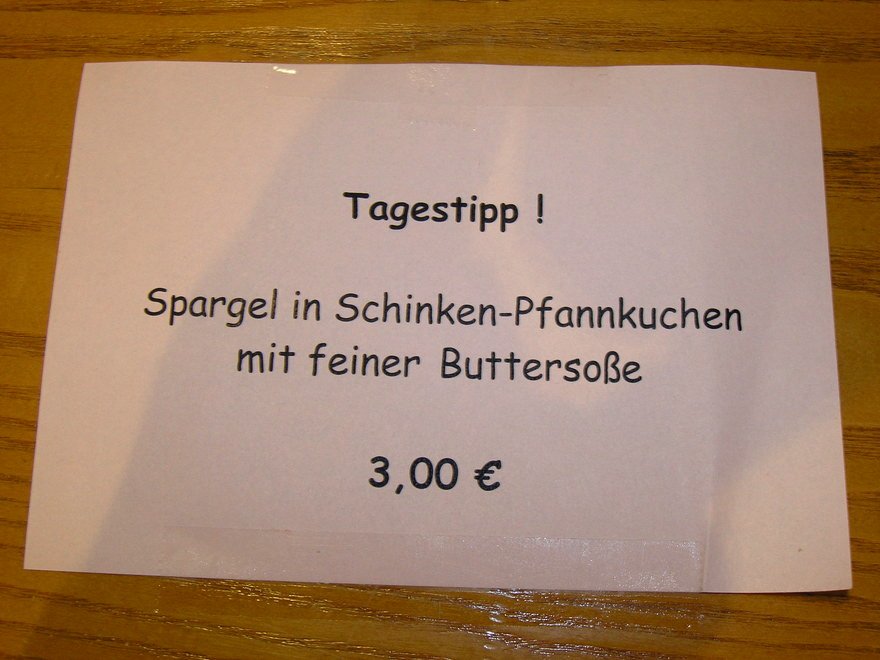 Tagestipp !
Spargel in Schinken-Pfannkuchen
mit feiner Buttersoße
3,00 €